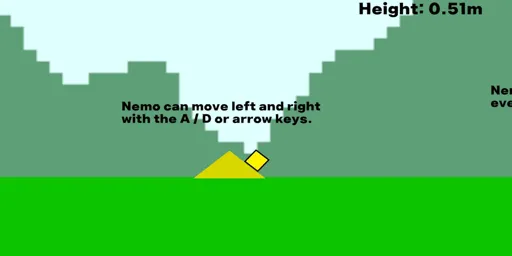 Height: 0.51m
Nemo can move left and right
with the A / D or arrow keys.